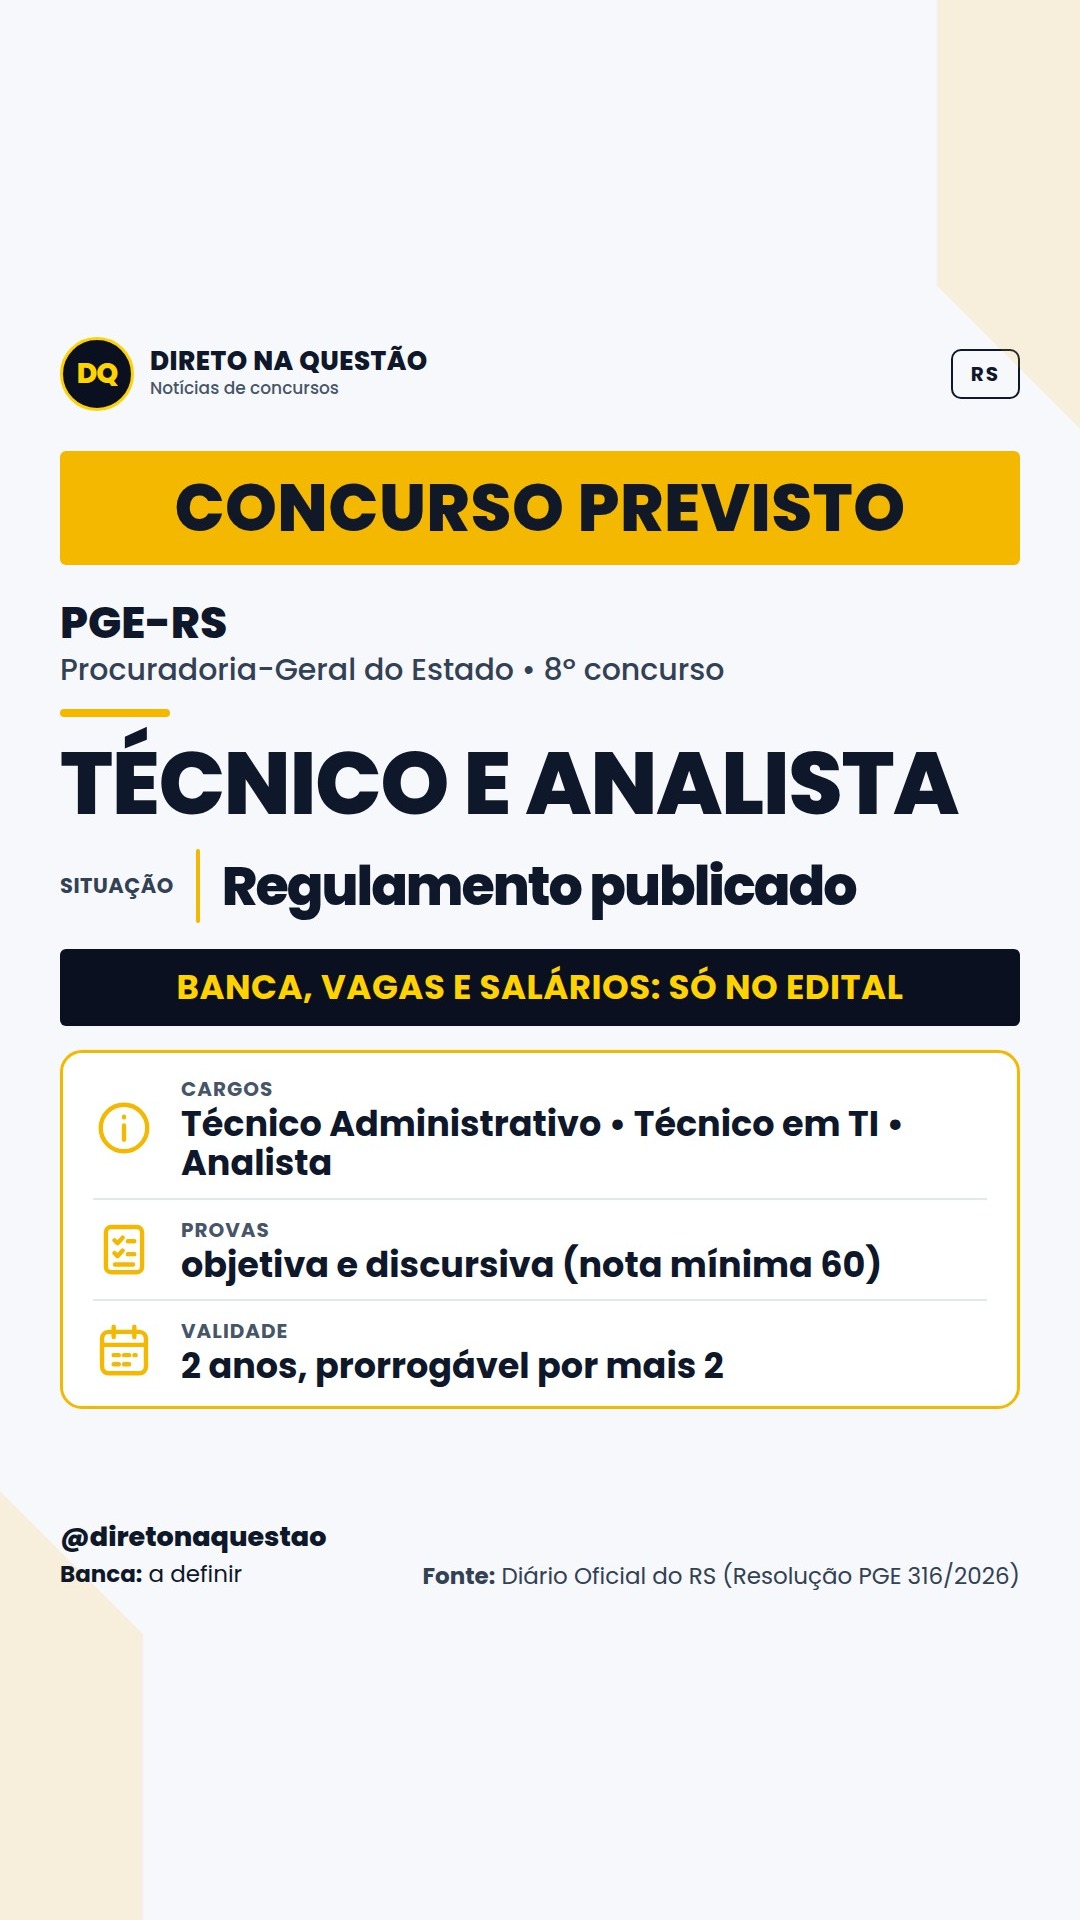 DQ
DIRETO NA QUESTÃO
Notícias de concursos
RS
CONCURSO PREVISTO
PGE-RS
Procuradoria-Geral do Estado • 8º concurso
TÉCNICO E ANALISTA
SITUAÇÃO
Regulamento publicado
BANCA, VAGAS E SALÁRIOS: SÓ NO EDITAL
CARGOS
Técnico Administrativo • Técnico em TI •
Analista
PROVAS
objetiva e discursiva (nota mínima 60)
VALIDADE
2 anos, prorrogável por mais 2
@diretonaquestao
Banca: a definir
Fonte: Diário Oficial do RS (Resolução PGE 316/2026)